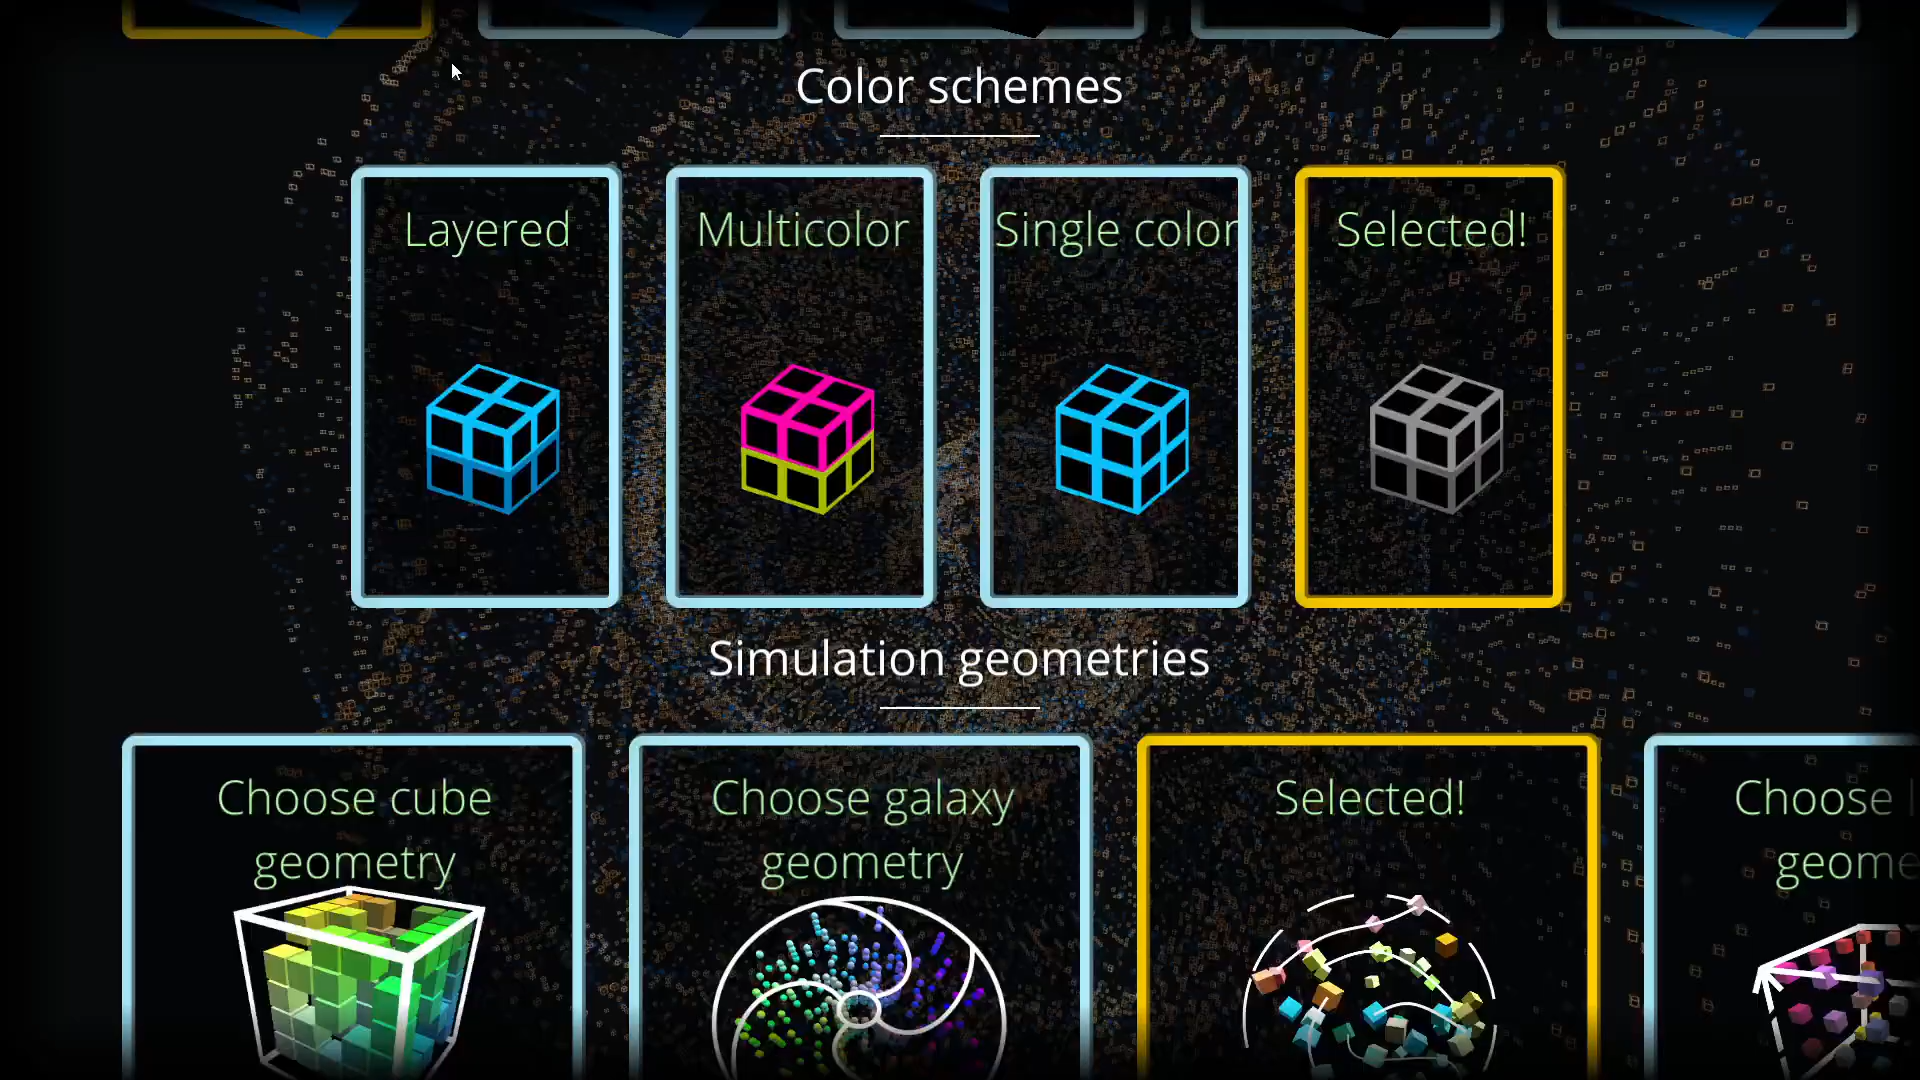 Color schemes
Layered
Multicolor
Single color
Selected!
Simulation geometries
Choose cube
geometry
Choose galaxy
geometry
Selected!
Choose